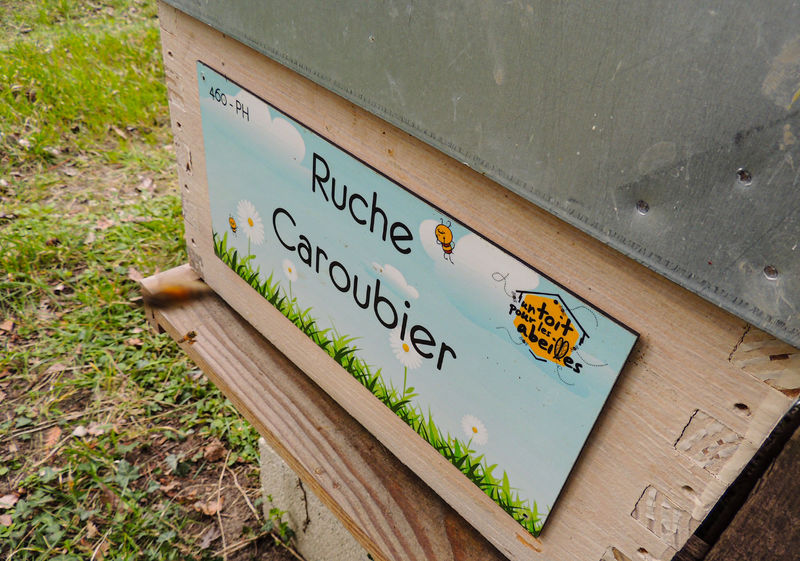 460 - PH
Ruche
Caroubier
un toit
pour les
abeilles